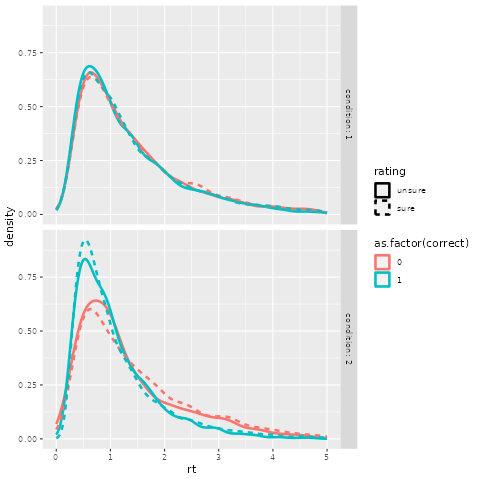 0.75
0.50
0.25
0.00
condition: 1
0.75
0.50
0.25
0.00
condition: 2
density
0 1 2 3 4 5
rt
rating
unsure
sure
as.factor(correct)
0
1